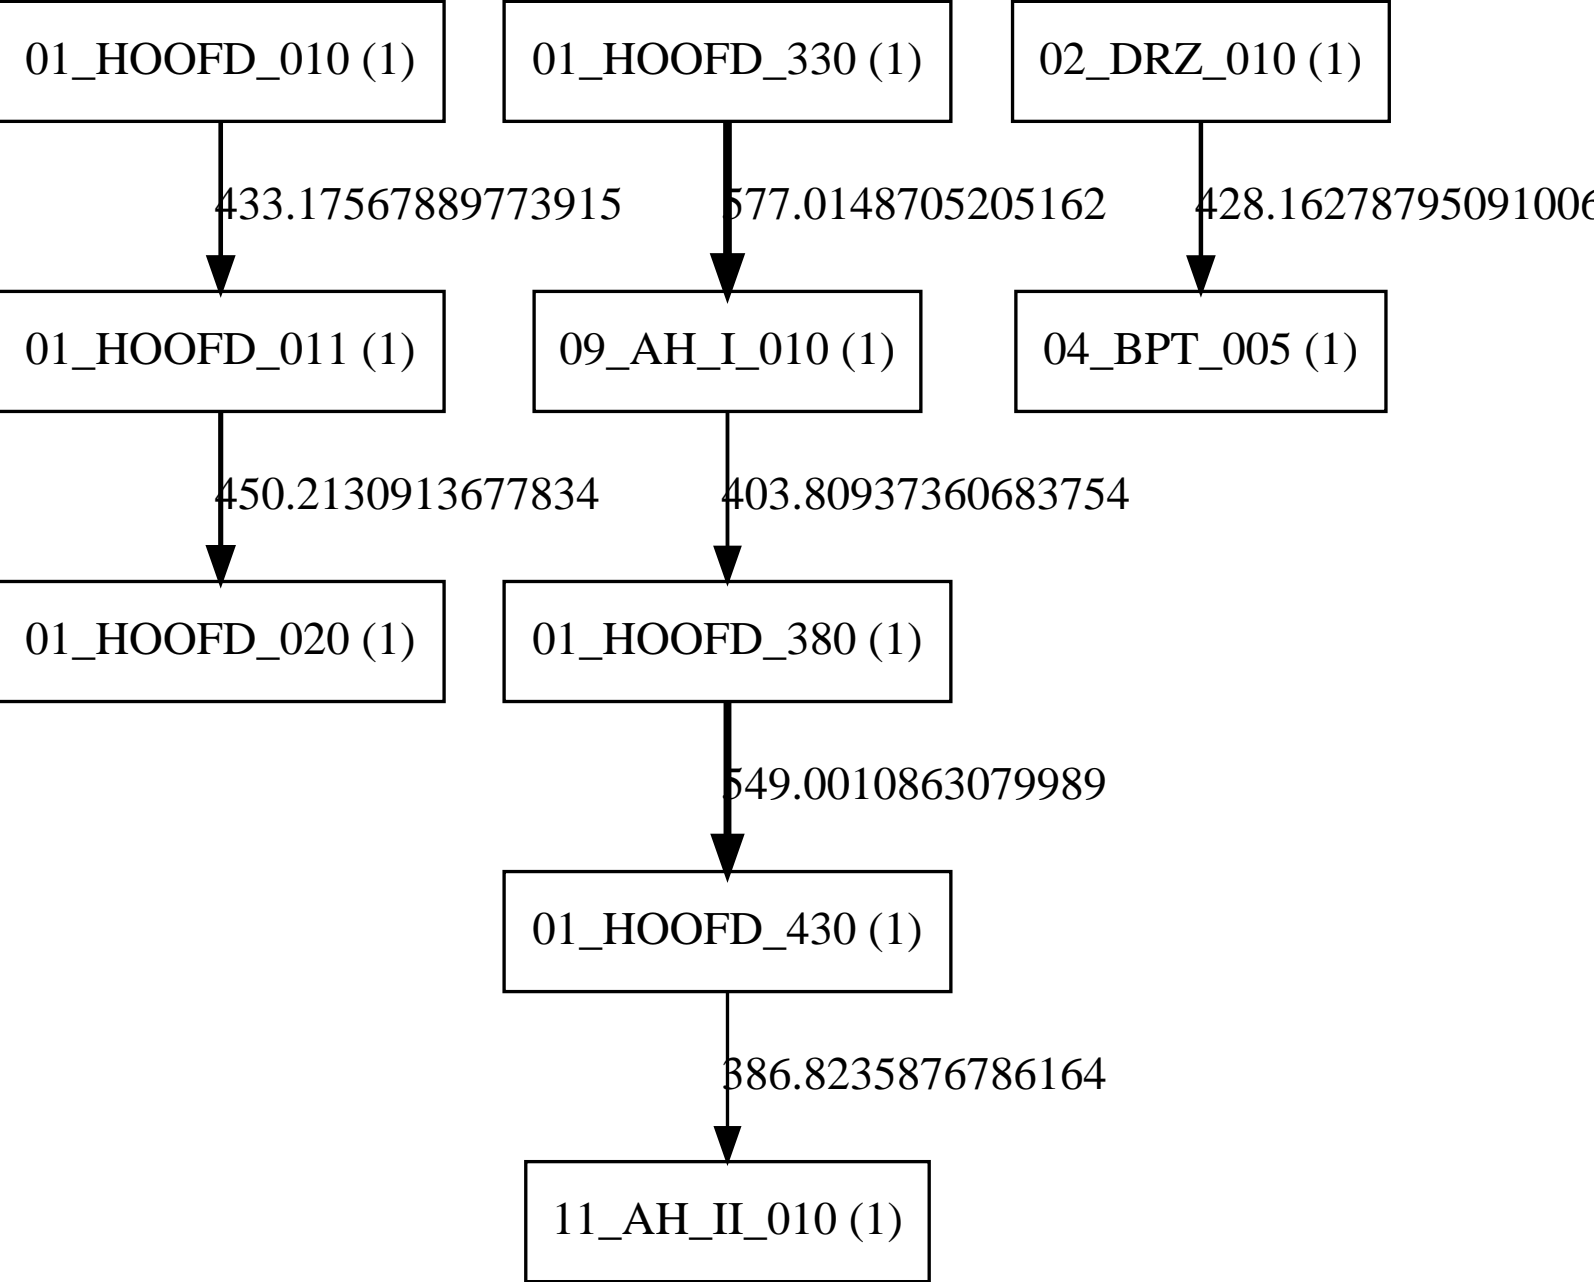 01_HOOFD_010 (1)
01_HOOFD_330 (1)
02_DRZ_010 (1)
433.17567889773915
577.0148705205162
428.16278795091006
01_HOOFD_011 (1)
09_AH_I_010 (1)
04_BPT_005 (1)
450.2130913677834
403.80937360683754
01_HOOFD_020 (1)
01_HOOFD_380 (1)
549.0010863079989
01_HOOFD_430 (1)
386.8235876786164
11_AH_II_010 (1)